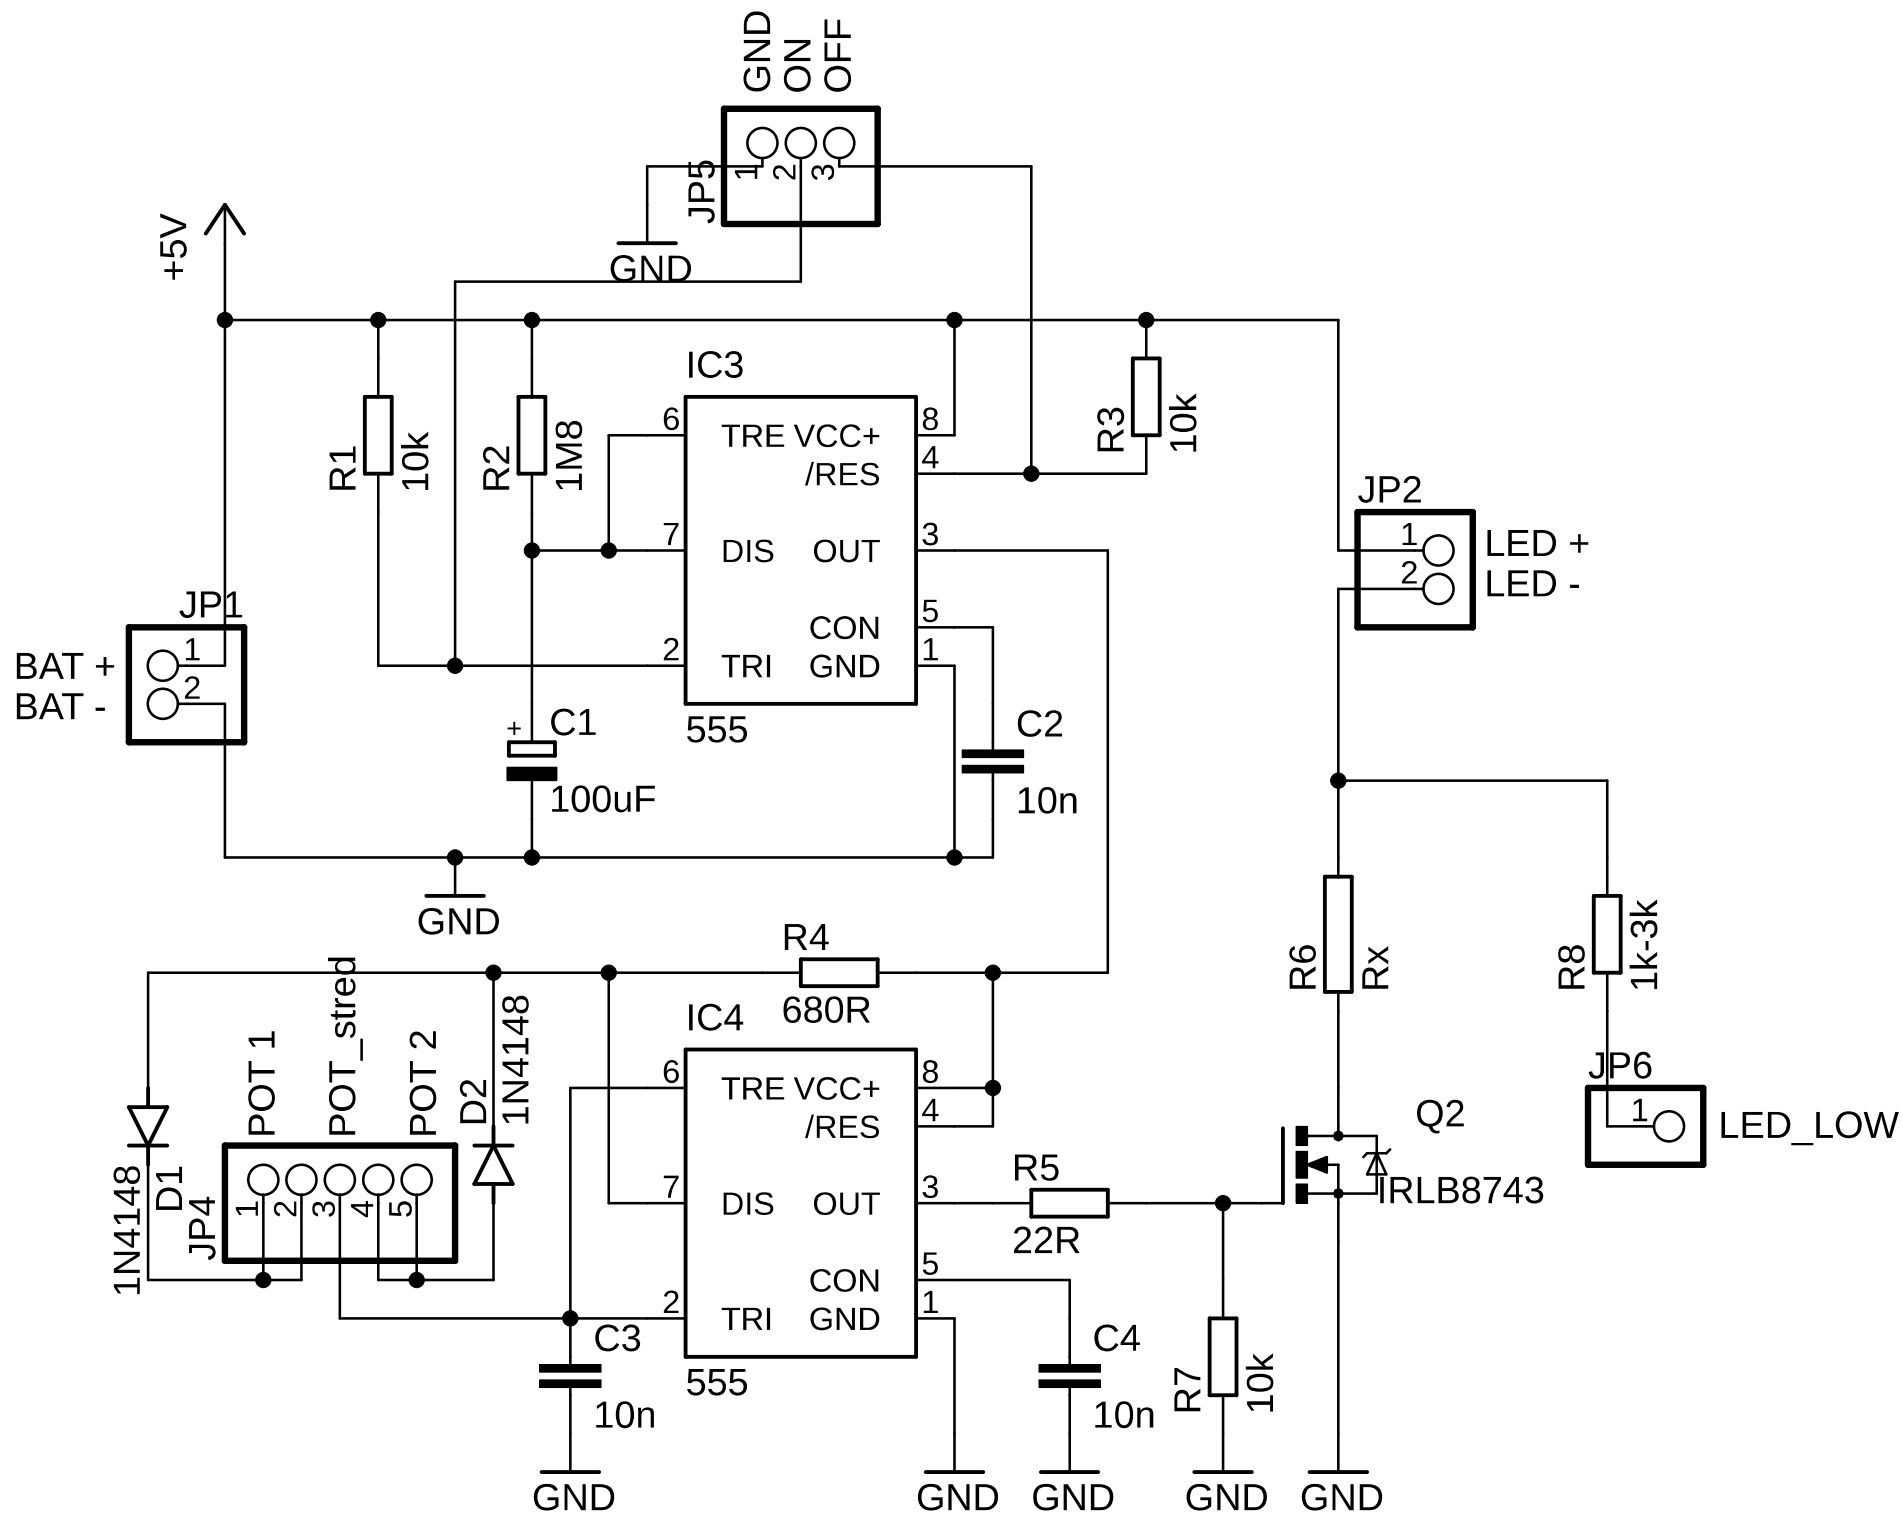 GND
ON
OFF
JP5
1
2
3
GND
+5V
IC3
6
TRE
VCC+
8
/RES
4
7
DIS
OUT
3
CON
5
2
TRI
GND
1
555
R1
10k
R2
1M8
R3
10k
JP2
1
2
LED +
LED -
JP1
BAT +
BAT -
1
2
+
C1
100uF
C2
10n
GND
R4
680R
R6
Rx
R8
1k-3k
JP6
1
LED_LOW
POT 1
POT_stred
POT 2
D2
1N4148
1N4148
D1
JP4
1
2
3
4
5
IC4
6
TRE
VCC+
8
/RES
4
7
DIS
OUT
3
CON
5
2
TRI
GND
1
555
R5
22R
Q2
IRLB8743
C3
10n
C4
10n
R7
10k
GND
GND
GND
GND
GND